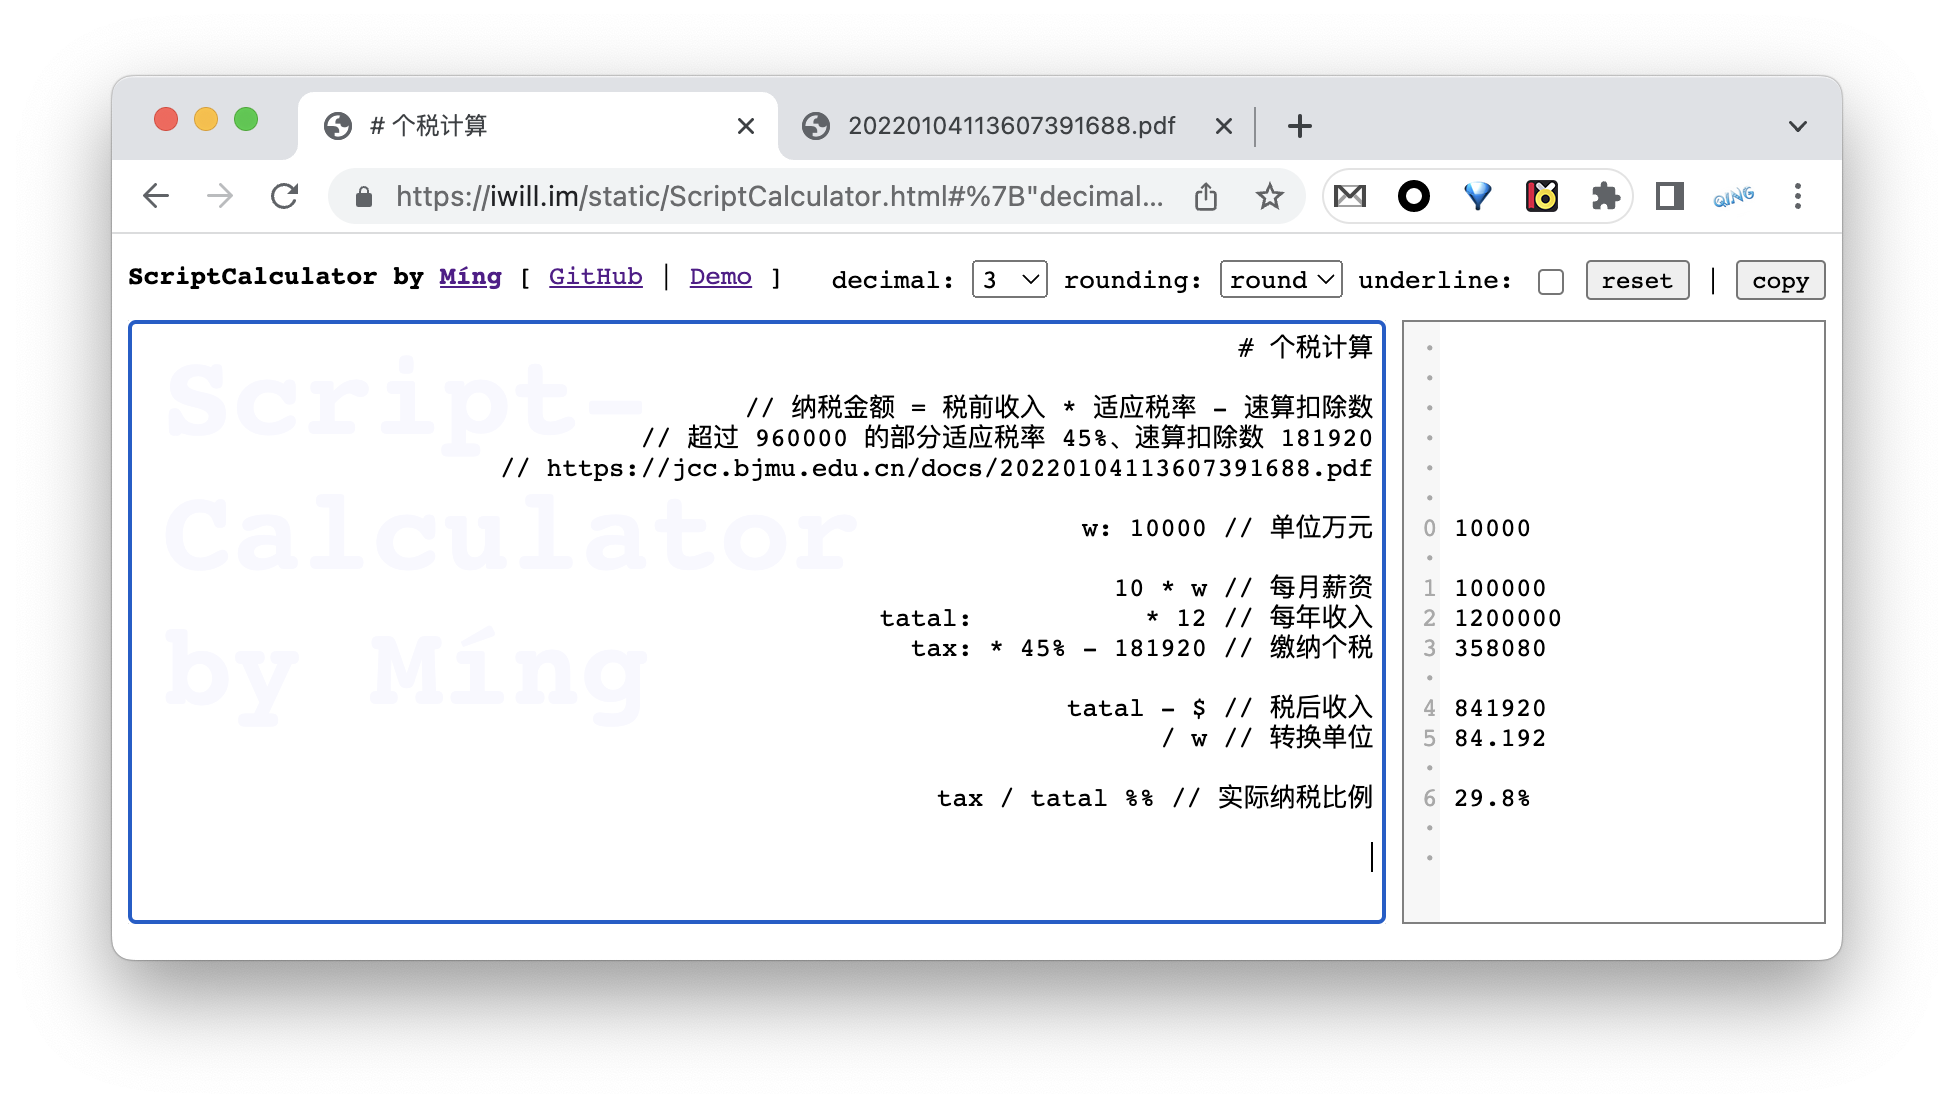 # 个税计算
20220104113607391688.pdf
https://iwill.im/static/ScriptCalculator.html#%7B"decimal...
QING
ScriptCalculator by Míng [ GitHub | Demo ] decimal: 3 rounding: round underline: reset | copy
Script-
Calculator
by Míng
# 个税计算
// 纳税金额 = 税前收入 * 适应税率 - 速算扣除数
// 超过 960000 的部分适应税率 45%、速算扣除数 181920
// https://jcc.bjmu.edu.cn/docs/20220104113607391688.pdf
w: 10000 // 单位万元 0 10000
10 * w // 每月薪资 1 100000
tatal: * 12 // 每年收入 2 1200000
tax: * 45% - 181920 // 缴纳个税 3 358080
tatal - $ // 税后收入 4 841920
/ w // 转换单位 5 84.192
tax / tatal %% // 实际纳税比例 6 29.8%